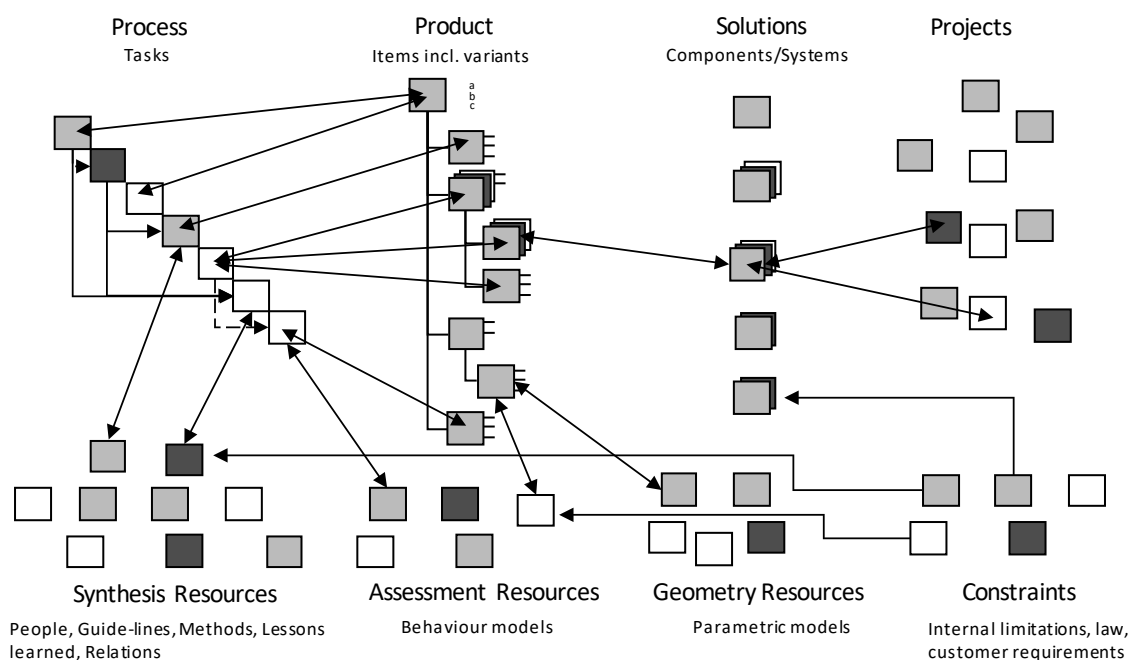 Process
Tasks
Product
Items incl. variants
Solutions
Components/Systems
Projects
a
b
c
Synthesis Resources
People, Guide-lines, Methods, Lessons
learned, Relations
Assessment Resources
Behaviour models
Geometry Resources
Parametric models
Constraints
Internal limitations, law,
customer requirements